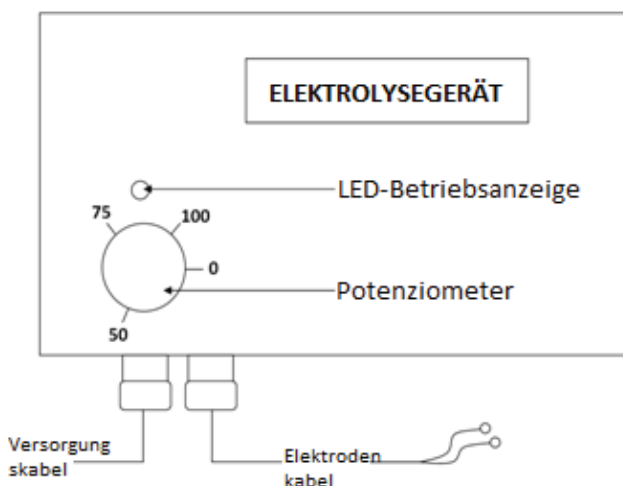 ELEKTROLYSEGERÄT
LED-Betriebsanzeige
75
100
0
Potenziometer
50
Versorgung
skabel
Elektroden
kabel